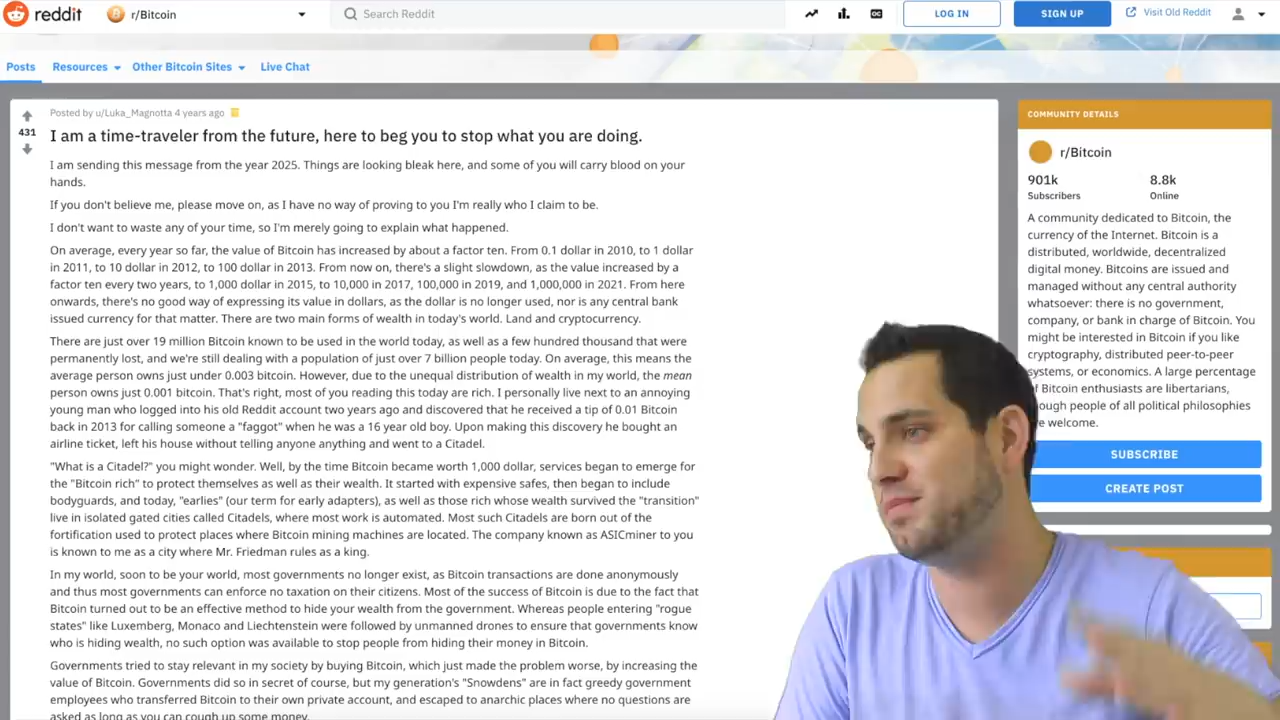 reddit
r/Bitcoin
Search Reddit
LOG IN
SIGN UP
Visit Old Reddit
Posts
Resources
Other Bitcoin Sites
Live Chat
431
Posted by u/Luka_Magnotta 4 years ago
I am a time-traveler from the future, here to beg you to stop what you are doing.
I am sending this message from the year 2025. Things are looking bleak here, and some of you will carry blood on your
hands.
If you don't believe me, please move on, as I have no way of proving to you I'm really who I claim to be.
I don't want to waste any of your time, so I'm merely going to explain what happened.
On average, every year so far, the value of Bitcoin has increased by about a factor ten. From 0.1 dollar in 2010, to 1 dollar
in 2011, to 10 dollar in 2012, to 100 dollar in 2013. From now on, there's a slight slowdown, as the value increased by a
factor ten every two years, to 1,000 dollar in 2015, to 10,000 in 2017, 100,000 in 2019, and 1,000,000 in 2021. From here
onwards, there's no good way of expressing its value in dollars, as the dollar is no longer used, nor is any central bank
issued currency for that matter. There are two main forms of wealth in today's world. Land and cryptocurrency.
There are just over 19 million Bitcoin known to be used in the world today, as well as a few hundred thousand that were
permanently lost, and we're still dealing with a population of just over 7 billion people today. On average, this means the
average person owns just under 0.003 bitcoin. However, due to the unequal distribution of wealth in my world, the mean
person owns just 0.001 bitcoin. That's right, most of you reading this today are rich. I personally live next to an annoying
young man who logged into his old Reddit account two years ago and discovered that he received a tip of 0.01 Bitcoin
back in 2013 for calling someone a "faggot" when he was a 16 year old boy. Upon making this discovery he bought an
airline ticket, left his house without telling anyone anything and went to a Citadel.
"What is a Citadel?" you might wonder. Well, by the time Bitcoin became worth 1,000 dollar, services began to emerge for
the "Bitcoin rich" to protect themselves as well as their wealth. It started with expensive safes, then began to include
bodyguards, and today, "earlies" (our term for early adapters), as well as those rich whose wealth survived the "transition"
live in isolated gated cities called Citadels, where most work is automated. Most such Citadels are born out of the
fortification used to protect places where Bitcoin mining machines are located. The company known as ASICminer to you
is known to me as a city where Mr. Friedman rules as a king.
In my world, soon to be your world, most governments no longer exist, as Bitcoin transactions are done anonymously
and thus most governments can enforce no taxation on their citizens. Most of the success of Bitcoin is due to the fact that
Bitcoin turned out to be an effective method to hide your wealth from the government. Whereas people entering "rogue
states" like Luxemberg, Monaco and Liechtenstein were followed by unmanned drones to ensure that governments know
who is hiding wealth, no such option was available to stop people from hiding their money in Bitcoin.
Governments tried to stay relevant in my society by buying Bitcoin, which just made the problem worse, by increasing the
value of Bitcoin. Governments did so in secret of course, but my generation's "Snowdens" are in fact greedy government
employees who transferred Bitcoin to their own private account, and escaped to anarchic places where no questions are
asked as long as you can cough up some money.
COMMUNITY DETAILS
r/Bitcoin
901k
8.8k
Subscribers
Online
A community dedicated to Bitcoin, the
currency of the Internet. Bitcoin is a
distributed, worldwide, decentralized
digital money. Bitcoins are issued and
managed without any central authority
whatsoever: there is no government,
company, or bank in charge of Bitcoin. You
might be interested in Bitcoin if you like
cryptography, distributed peer-to-peer
systems, or economics. A large percentage
of Bitcoin enthusiasts are libertarians,
though people of all political philosophies
are welcome.
SUBSCRIBE
CREATE POST